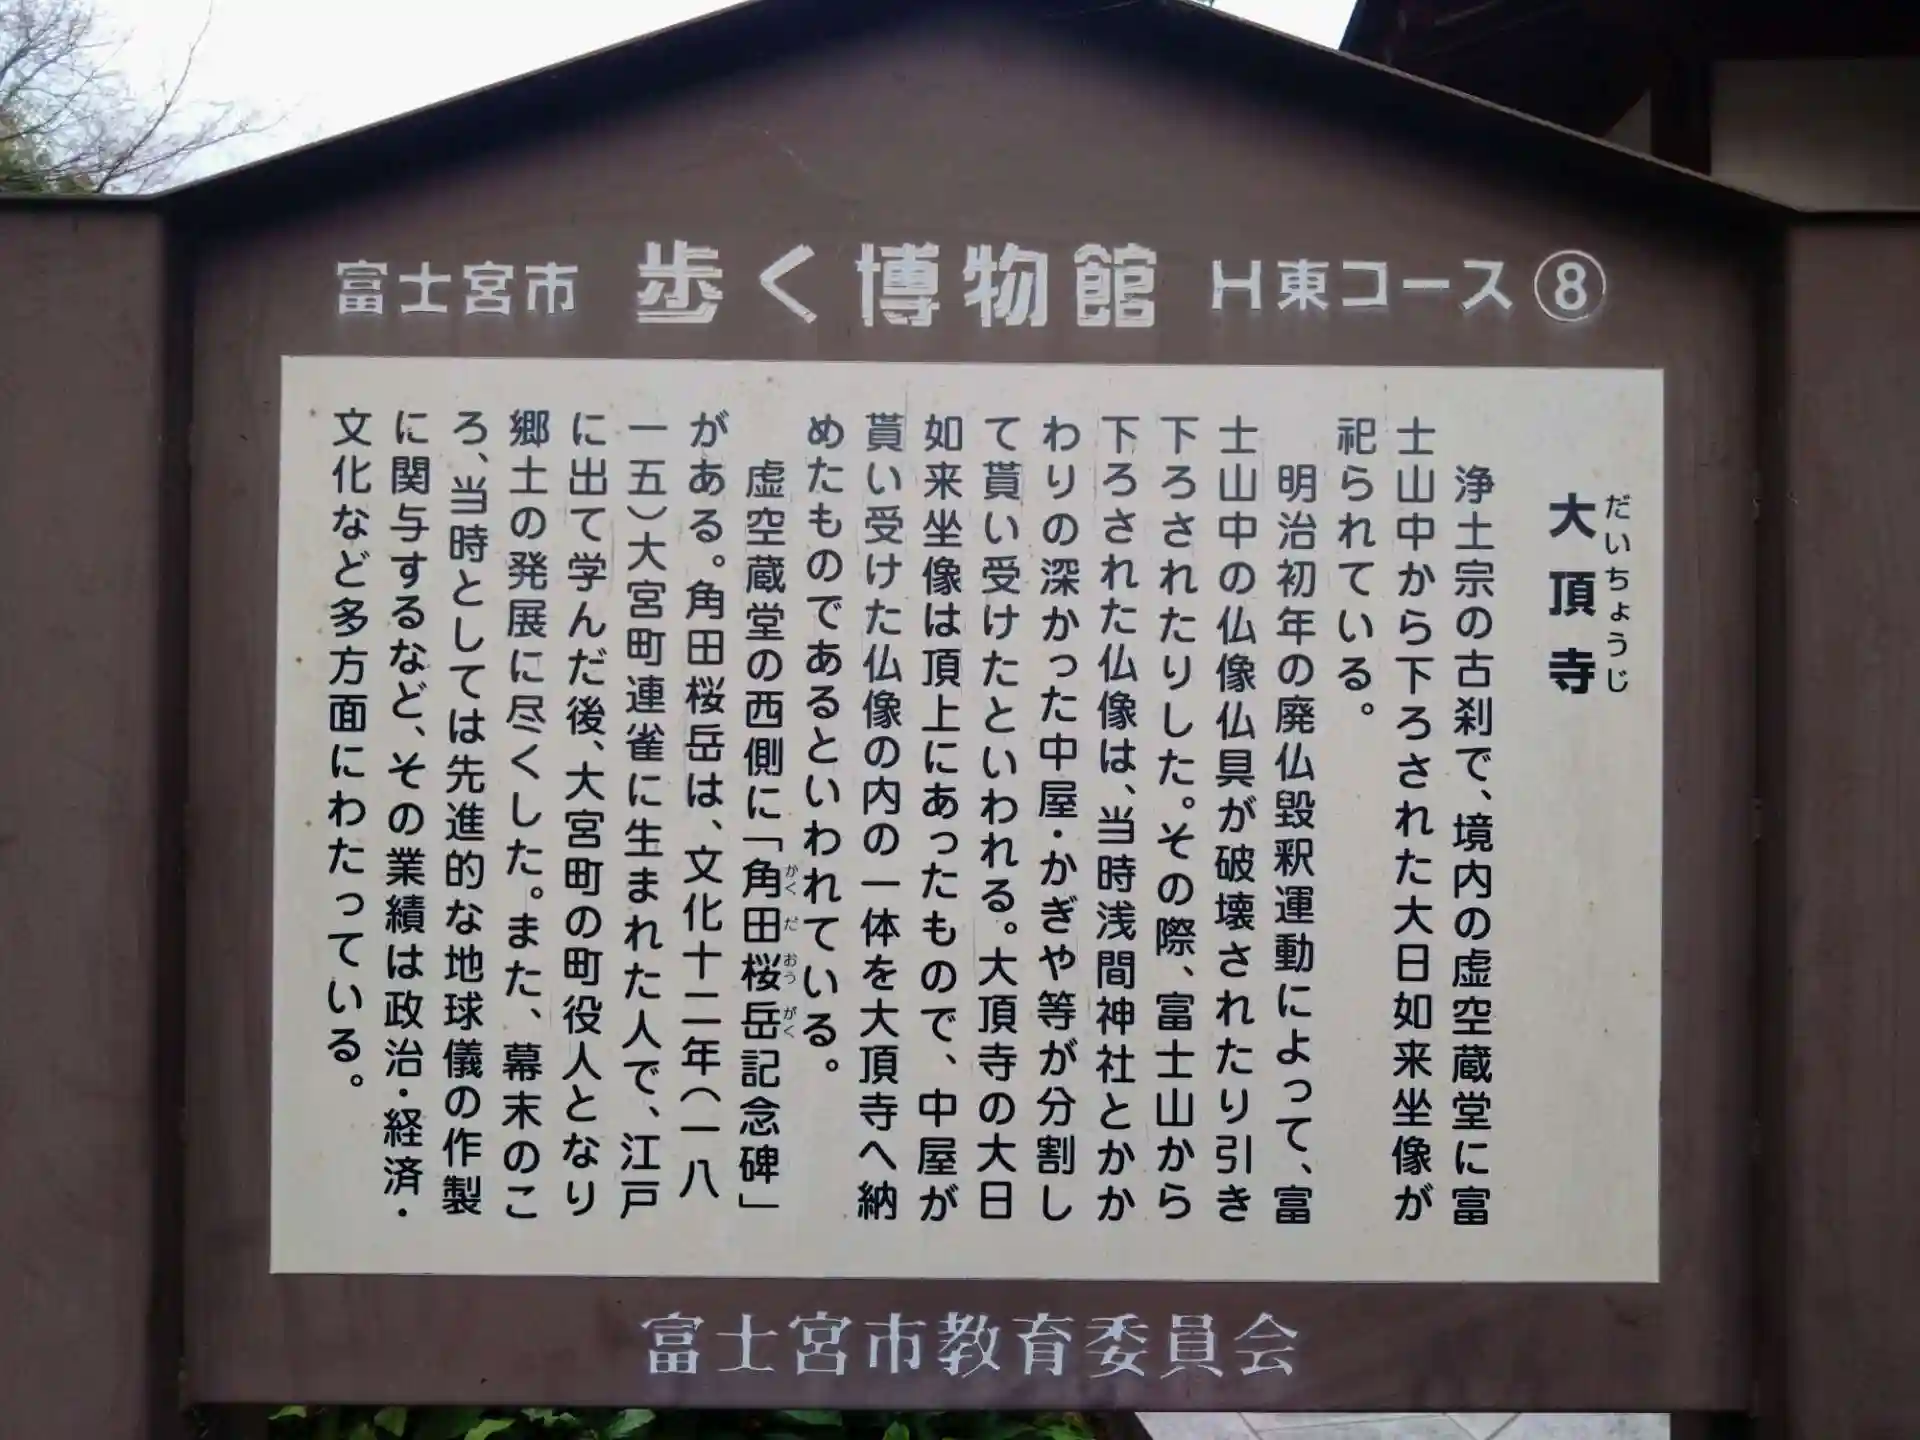 富士宮市 歩く博物館 H東コース⑧
大頂寺
だいちょうじ
浄土宗の古刹で、境内の虚空蔵堂に富
士山中から下ろされた大日如来坐像が
祀られている。
明治初年の廃仏毀釈運動によって、富
士山中の仏像仏具が破壊されたり引き
下ろされたりした。その際、富士山から
下ろされた仏像は、当時浅間神社とかか
わりの深かった中屋・かぎや等が分割し
て貰い受けたといわれる。大頂寺の大日
如来坐像は頂上にあったもので、中屋が
貰い受けた仏像の内の一体を大頂寺へ納
めたものであるといわれている。
虚空蔵堂の西側に「角田桜岳記念碑」
かくだおうがく
がある。角田桜岳は、文化十二年（一八
一五）大宮町連雀に生まれた人で、江戸
に出て学んだ後、大宮町の町役人となり
郷土の発展に尽くした。また、幕末のこ
ろ、当時としては先進的な地球儀の作製
に関与するなど、その業績は政治・経済・
文化など多方面にわたっている。
富士宮市教育委員会